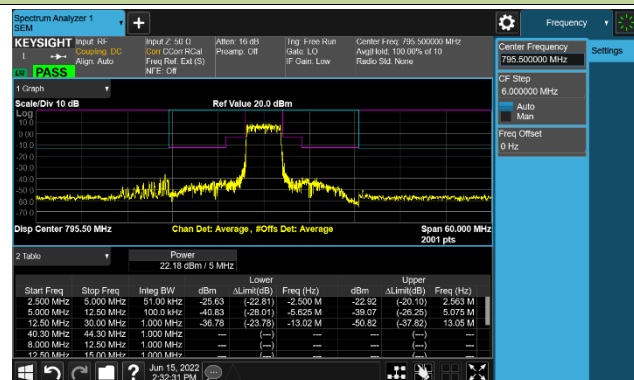 Spectrum Analyzer 1
SEM
Frequency
KEYSIGHT Input: RF Input Z: 50 Ω Atten: 16 dB Trig: Free Run Center Freq: 795.500000 MHz
Coupling: DC Corr CCorr RCal Preamp: Off Gate: LO Avg|Hold: 100.00% of 10
Align: Auto Freq Ref: Ext (S) IF Gain: Low Radio Std: None
NFE: Off
L
PASS
Center Frequency
795.500000 MHz
Settings
CF Step
6.000000 MHz
Auto
Man
Freq Offset
0 Hz
1 Graph
Scale/Div 10 dB Ref Value 20.0 dBm
Log
10.0
0.00
-10.0
-20.0
-30.0
-40.0
-50.0
-60.0
-70.0
Disp Center 795.50 MHz Chan Det: Average, #Offs Det: Average Span 60.000 MHz
2001 pts
2 Table
Power
22.18 dBm / 5 MHz
Lower Upper
Start Freq Stop Freq Integ BW dBm ΔLimit(dB) Freq (Hz) dBm ΔLimit(dB) Freq (Hz)
2.500 MHz 5.000 MHz 51.00 kHz -25.63 (-22.81) -2.500 M -22.92 (-20.10) 2.563 M
5.000 MHz 12.50 MHz 100.0 kHz -40.83 (-28.01) -5.625 M -39.07 (-26.25) 5.075 M
12.50 MHz 30.00 MHz 1.000 MHz -36.78 (-23.78) -13.02 M -50.82 (-37.82) 13.05 M
40.30 MHz 44.30 MHz 1.000 MHz --- (---) --- --- (---) ---
8.000 MHz 12.50 MHz 1.000 MHz --- (---) --- --- (---) ---
12.50 MHz 15.00 MHz 1.000 MHz --- (---) --- --- (---) ---
Jun 15, 2022
2:32:31 PM